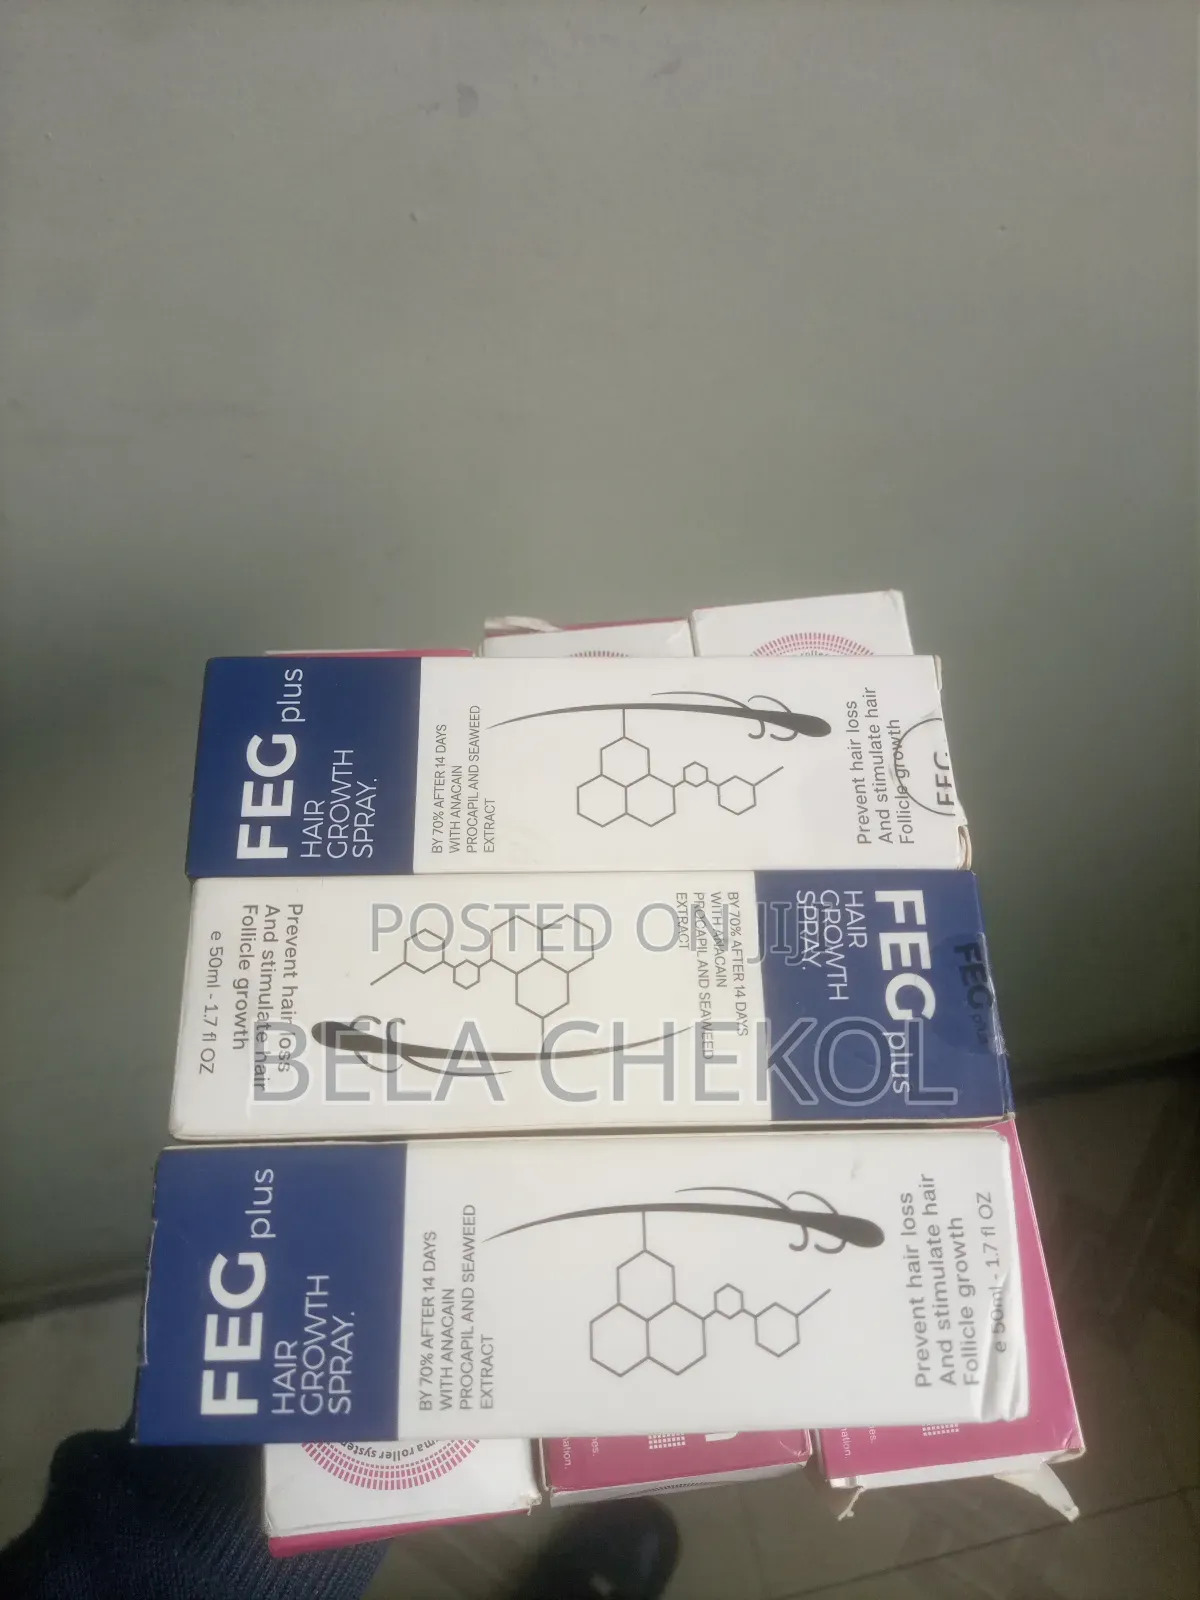 FEG plus
HAIR
GROWTH
SPRAY.
BY 70% AFTER 14 DAYS
WITH ANACAIN
PROCAPIL AND SEAWEED
EXTRACT
Prevent hair loss
And stimulate hair
Follicle growth
FEG
FEG plus
FEG plus
HAIR
GROWTH
SPRAY.
BY 70% AFTER 14 DAYS
WITH ANACAIN
PROCAPIL AND SEAWEED
EXTRACT
Prevent hair loss
And stimulate hair
Follicle growth
e 50ml - 1.7 fl OZ
POSTED ON JIJI
BELA CHEKOL
FEG plus
HAIR
GROWTH
SPRAY.
BY 70% AFTER 14 DAYS
WITH ANACAIN
PROCAPIL AND SEAWEED
EXTRACT
Prevent hair loss
And stimulate hair
Follicle growth
e 50ml - 1.7 fl OZ
roller system